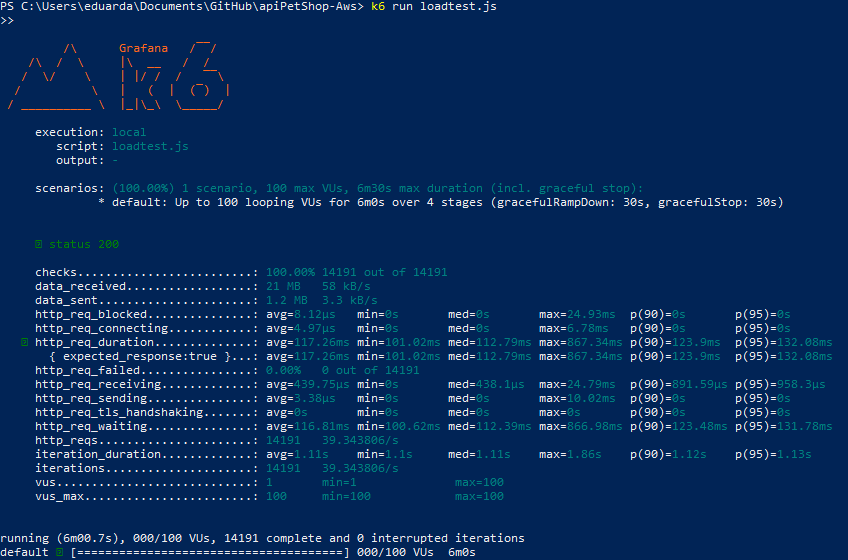 PS C:\Users\eduarda\Documents\GitHub\apiPetShop-Aws> k6 run loadtest.js
>>
Grafana
execution: local
script: loadtest.js
output: -
scenarios: (100.00%) 1 scenario, 100 max VUs, 6m30s max duration (incl. graceful stop):
* default: Up to 100 looping VUs for 6m0s over 4 stages (gracefulRampDown: 30s, gracefulStop: 30s)
status 200
checks.........................: 100.00% 14191 out of 14191
data_received..................: 21 MB 58 kB/s
data_sent......................: 1.2 MB 3.3 kB/s
http_req_blocked...............: avg=8.12µs min=0s med=0s max=24.93ms p(90)=0s p(95)=0s
http_req_connecting............: avg=4.97µs min=0s med=0s max=6.78ms p(90)=0s p(95)=0s
http_req_duration..............: avg=117.26ms min=101.02ms med=112.79ms max=867.34ms p(90)=123.9ms p(95)=132.08ms
{ expected_response:true }...: avg=117.26ms min=101.02ms med=112.79ms max=867.34ms p(90)=123.9ms p(95)=132.08ms
http_req_failed................: 0.00% 0 out of 14191
http_req_receiving.............: avg=439.75µs min=0s med=438.1µs max=24.79ms p(90)=891.59µs p(95)=958.3µs
http_req_sending...............: avg=3.38µs min=0s med=0s max=10.02ms p(90)=0s p(95)=0s
http_req_tls_handshaking.......: avg=0s min=0s med=0s max=0s p(90)=0s p(95)=0s
http_req_waiting...............: avg=116.81ms min=100.62ms med=112.39ms max=866.98ms p(90)=123.48ms p(95)=131.78ms
http_reqs......................: 14191 39.343806/s
iteration_duration.............: avg=1.11s min=1.1s med=1.11s max=1.86s p(90)=1.12s p(95)=1.13s
iterations.....................: 14191 39.343806/s
vus............................: 1 min=1 max=100
vus_max........................: 100 min=100 max=100
running (6m00.7s), 000/100 VUs, 14191 complete and 0 interrupted iterations
default [======================================] 000/100 VUs 6m0s